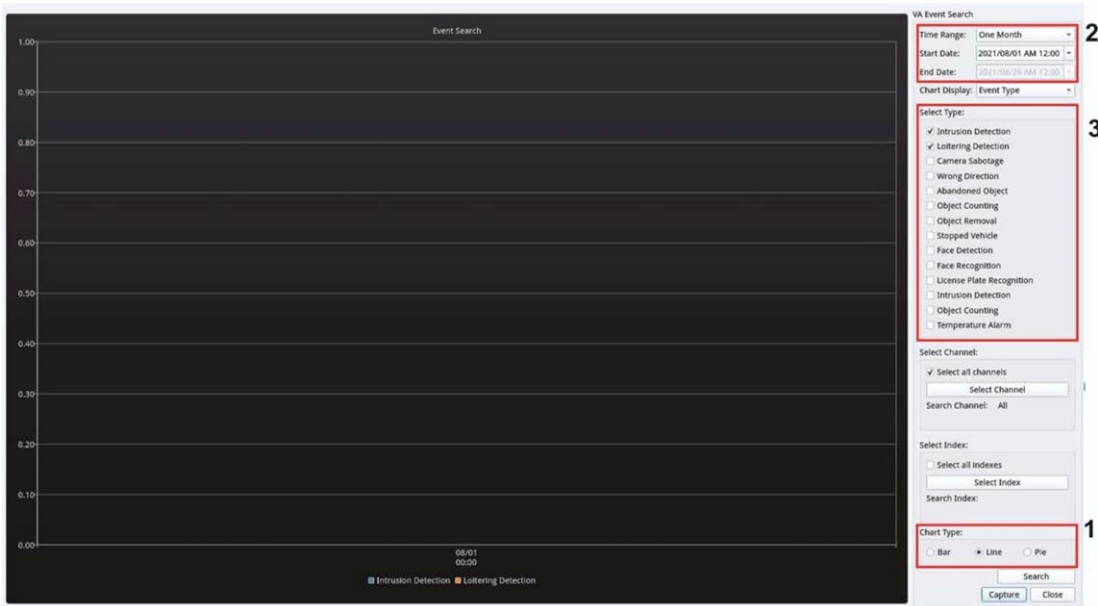 Event Search
1.00
0.90
0.80
0.70
0.60
0.50
0.40
0.30
0.20
0.10
0.00
08/01
00:00
Intrusion Detection Loitering Detection
VA Event Search
Time Range: One Month
2
Start Date: 2021/08/01 AM 12:00
End Date: AM 12:00
Chart Display: Event Type
Select Type:
3
Intrusion Detection
Loitering Detection
Camera Sabotage
Wrong Direction
Abandoned Object
Object Counting
Object Removal
Stopped Vehicle
Face Detection
Face Recognition
License Plate Recognition
Intrusion Detection
Object Counting
Temperature Alarm
Select Channel:
Select all channels
Select Channel
Search Channel: All
Select Index:
Select all indexes
Select Index
Search Index:
Chart Type:
1
Bar Line Pie
Search
Capture Close